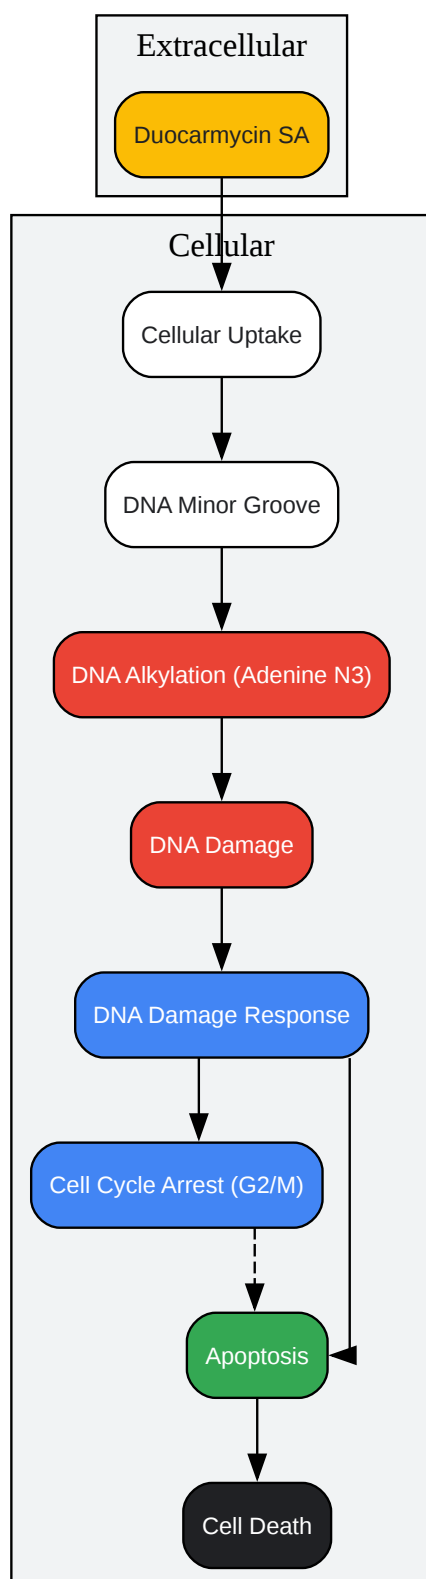 Extracellular
Duocarmycin SA
Cellular
Cellular Uptake
DNA Minor Groove
DNA Alkylation (Adenine N3)
DNA Damage
DNA Damage Response
Cell Cycle Arrest (G2/M)
Apoptosis
Cell Death